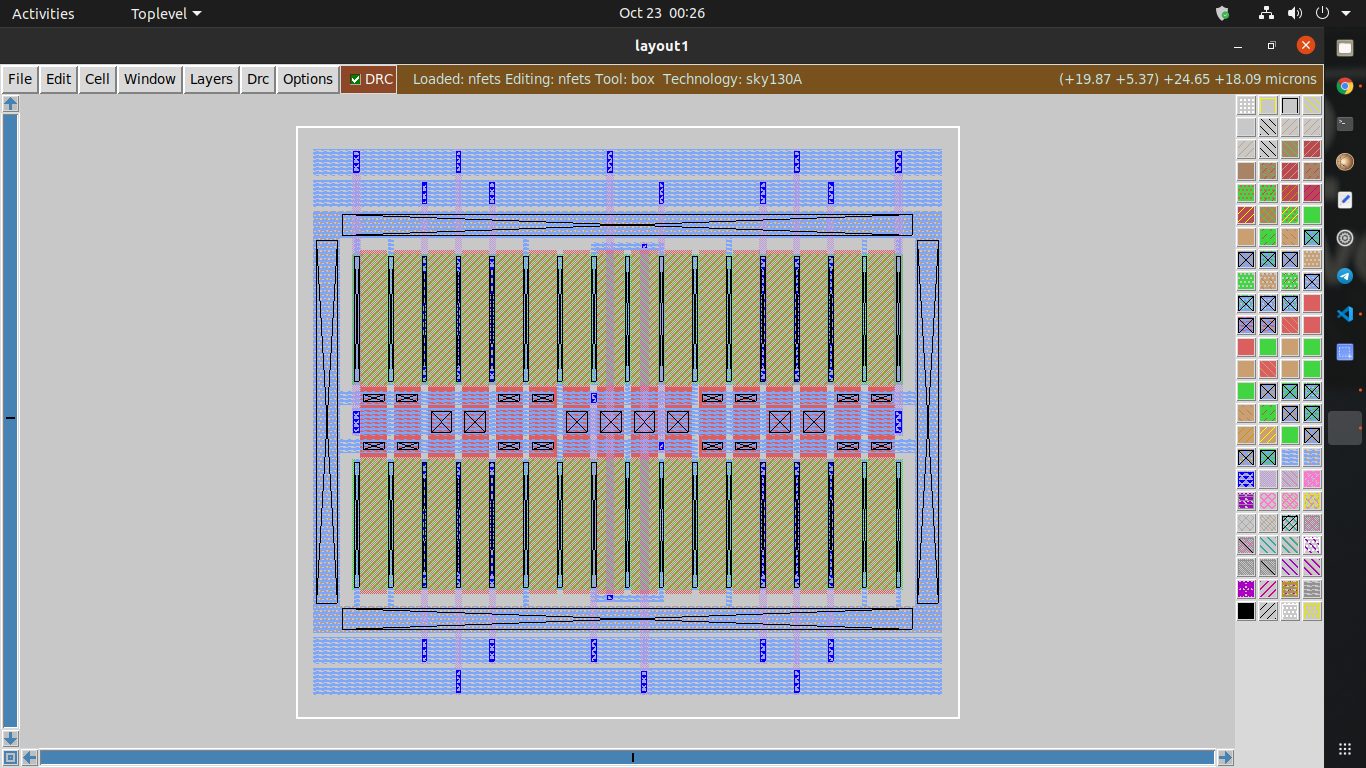 Activities Toplevel Oct 23 00:26
layout1
File Edit Cell Window Layers Drc Options DRC Loaded: nfets Editing: nfets Tool: box Technology: sky130A (+19.87 +5.37) +24.65 +18.09 microns